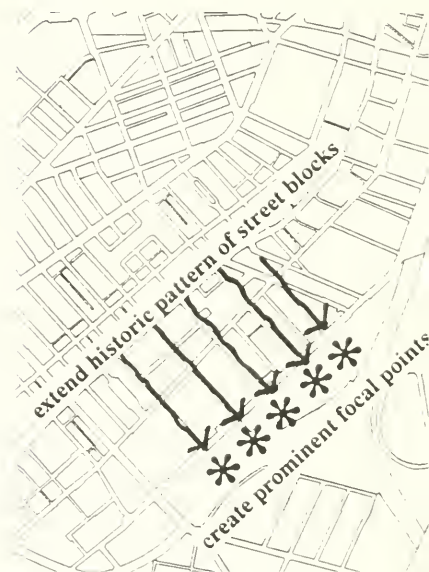 extend historic pattern of street blocks
create prominent focal points